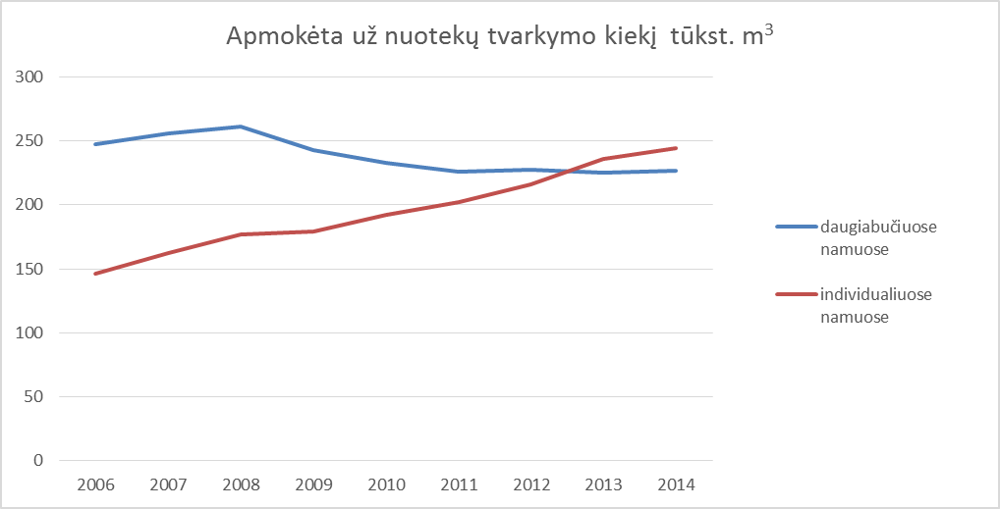 Apmokėta už nuotekų tvarkymo kiekį tūkst. m³
300
250
200
150
100
50
0
2006 2007 2008 2009 2010 2011 2012 2013 2014
daugiabučiuose
namuose
individualiuose
namuose